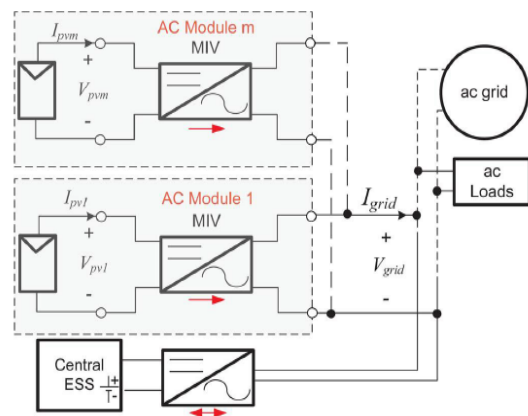 AC Module m
MIV
I_pvm
+
V_pvm
-
ac grid
AC Module 1
MIV
I_pv1
+
V_pv1
-
I_grid
+
V_grid
-
ac
Loads
Central
ESS
+
-